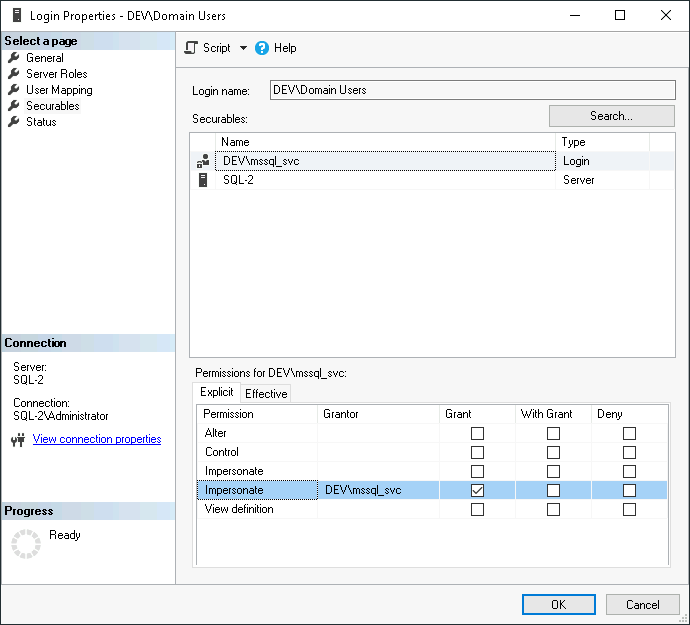 Login Properties - DEV\Domain Users
Select a page
General
Server Roles
User Mapping
Securables
Status
Connection
Server:
SQL-2
Connection:
SQL-2\Administrator
View connection properties
Progress
Ready
Script
Help
Login name:
DEV\Domain Users
Securables:
Search...
Name Type
DEV\mssql_svc Login
SQL-2 Server
Permissions for DEV\mssql_svc:
Explicit Effective
Permission Grantor Grant With Grant Deny
Alter
Control
Impersonate
Impersonate DEV\mssql_svc
View definition
OK Cancel